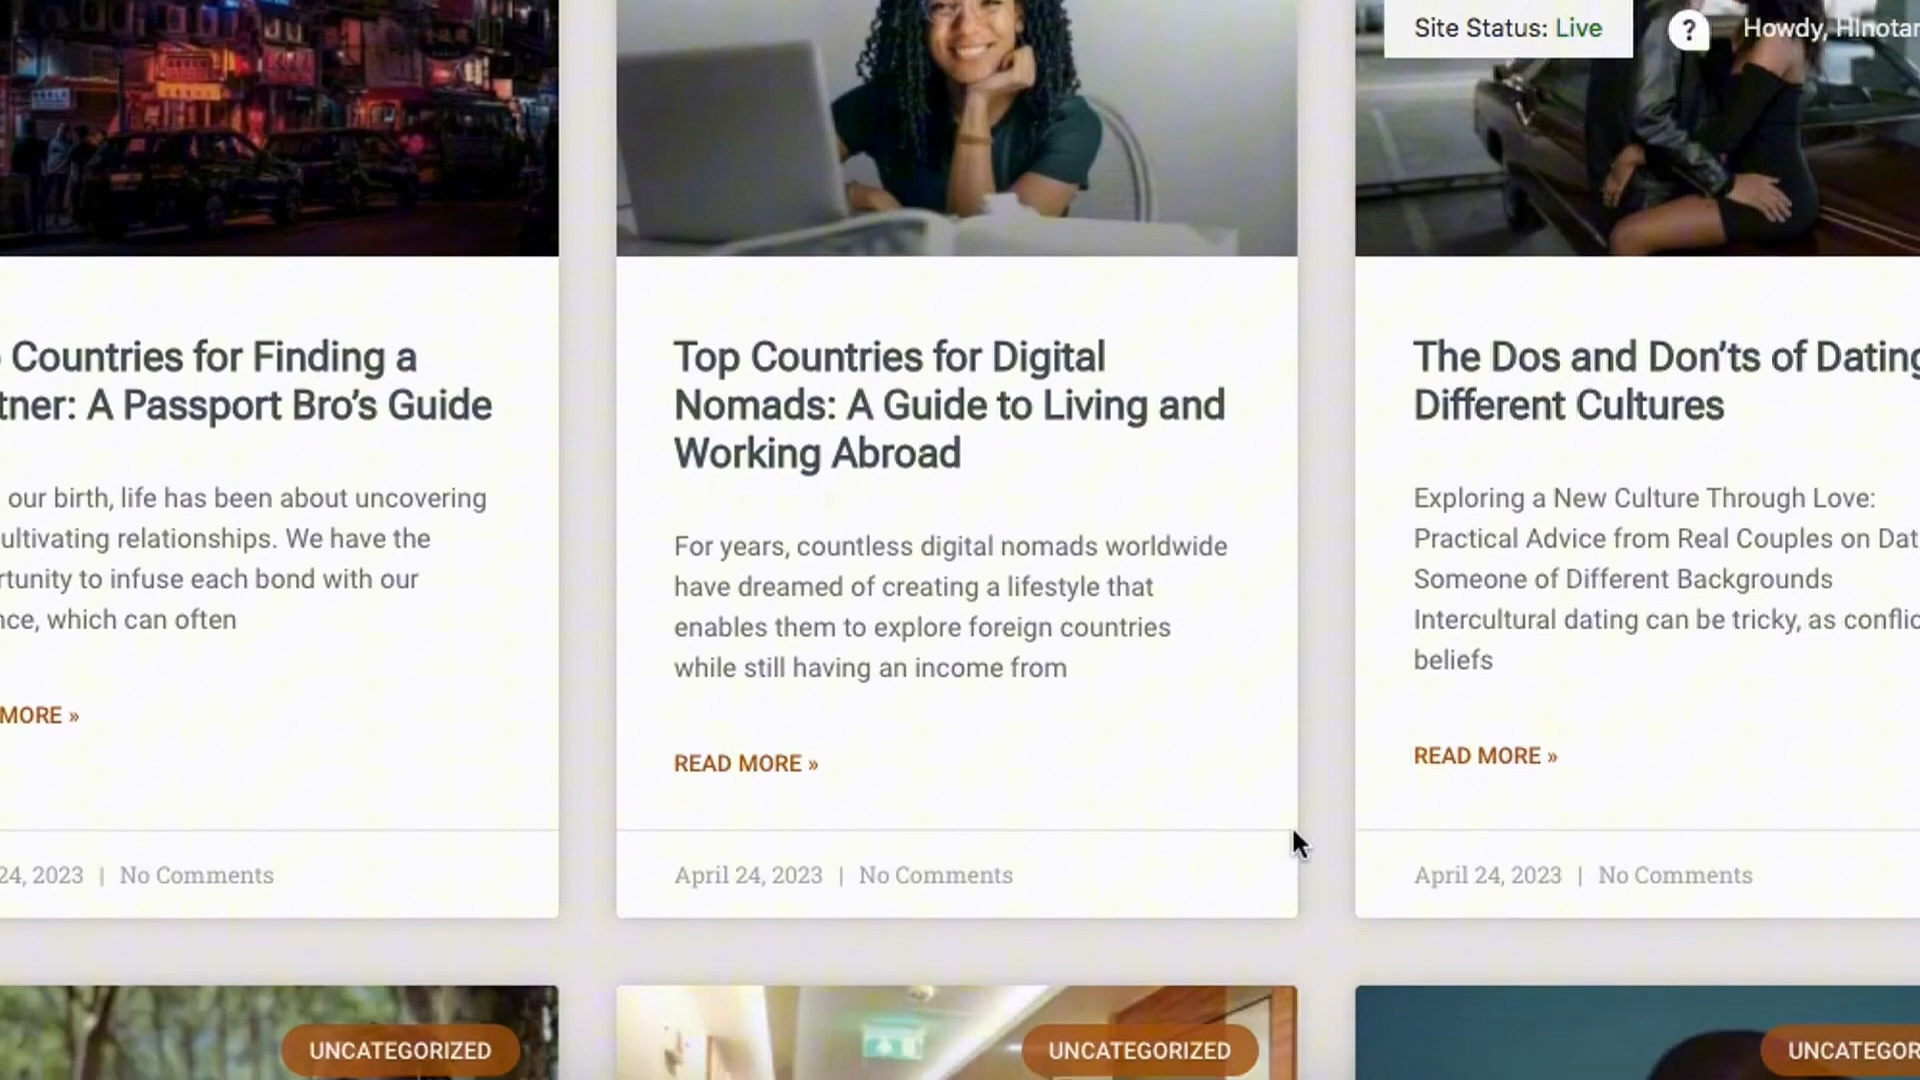 Site Status: Live
Howdy, HInotar
Countries for Finding a
tner: A Passport Bro's Guide
our birth, life has been about uncovering
ultivating relationships. We have the
rtunity to infuse each bond with our
nce, which can often
MORE »
24, 2023 | No Comments
Top Countries for Digital
Nomads: A Guide to Living and
Working Abroad
For years, countless digital nomads worldwide
have dreamed of creating a lifestyle that
enables them to explore foreign countries
while still having an income from
READ MORE »
April 24, 2023 | No Comments
The Dos and Don'ts of Dating
Different Cultures
Exploring a New Culture Through Love:
Practical Advice from Real Couples on Dat
Someone of Different Backgrounds
Intercultural dating can be tricky, as conflic
beliefs
READ MORE »
April 24, 2023 | No Comments
UNCATEGORIZED
UNCATEGORIZED
UNCATEGOR